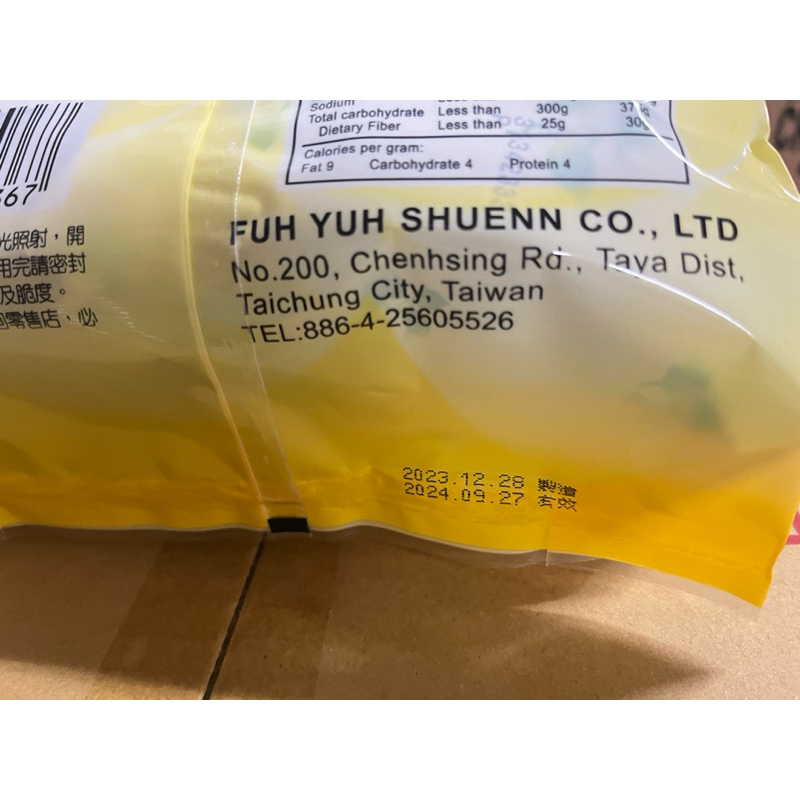 Sodium
Total carbohydrate Less than 300g
Dietary Fiber Less than 25g
Calories per gram:
Fat 9 Carbohydrate 4 Protein 4
367
光照射，開
用完請密封
及脆度。
零售店，必
FUH YUH SHUENN CO., LTD
No.200, Chenhsing Rd., Taya Dist,
Taichung City, Taiwan
TEL:886-4-25605526
2023.12.28 製造
2024.09.27 有效